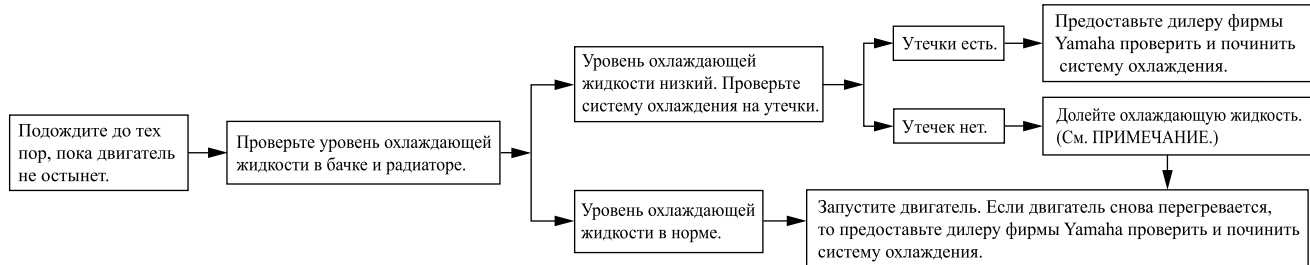 Подождите до тех
пор, пока двигатель
не остынет.
Проверьте уровень охлаждающей
жидкости в бачке и радиаторе.
Уровень охлаждающей
жидкости низкий. Проверьте
систему охлаждения на утечки.
Утечки есть.
Предоставьте дилеру фирмы
Yamaha проверить и починить
систему охлаждения.
Утечек нет.
Долейте охлаждающую жидкость.
(См. ПРИМЕЧАНИЕ.)
Уровень охлаждающей
жидкости в норме.
Запустите двигатель. Если двигатель снова перегревается,
то предоставьте дилеру фирмы Yamaha проверить и починить
систему охлаждения.